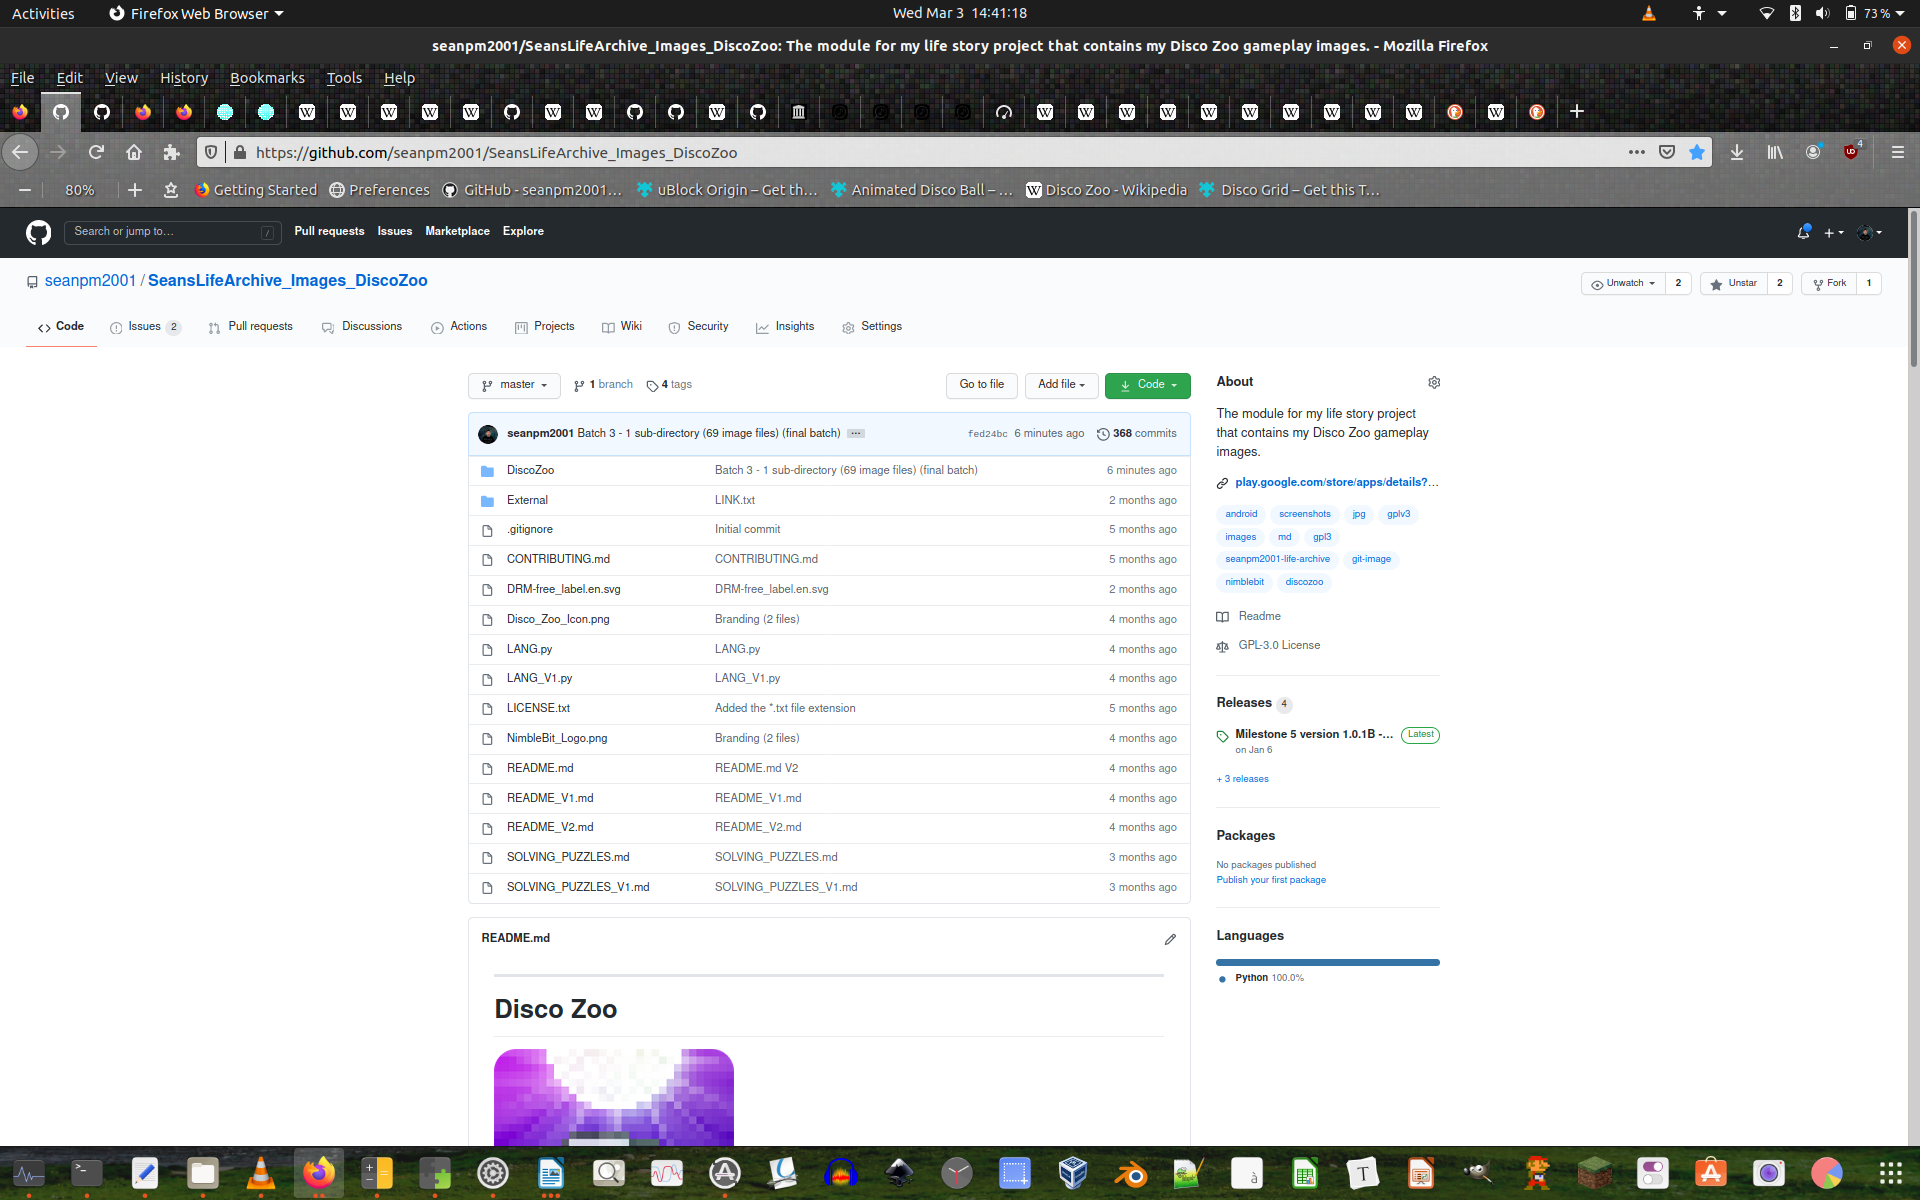 Activities Firefox Web Browser Wed Mar 3 14:41:18 73 %
seanpm2001/SeansLifeArchive_Images_DiscoZoo: The module for my life story project that contains my Disco Zoo gameplay images. - Mozilla Firefox
File Edit View History Bookmarks Tools Help
https://github.com/seanpm2001/SeansLifeArchive_Images_DiscoZoo 4
80% Getting Started Preferences GitHub - seanpm2001... uBlock Origin – Get th... Animated Disco Ball – ... Disco Zoo - Wikipedia Disco Grid – Get this T...
Search or jump to... / Pull requests Issues Marketplace Explore
seanpm2001 / SeansLifeArchive_Images_DiscoZoo Unwatch 2 Unstar 2 Fork 1
Code Issues 2 Pull requests Discussions Actions Projects Wiki Security Insights Settings
master 1 branch 4 tags Go to file Add file Code
seanpm2001 Batch 3 - 1 sub-directory (69 image files) (final batch) ... fed24bc 6 minutes ago 368 commits
DiscoZoo Batch 3 - 1 sub-directory (69 image files) (final batch) 6 minutes ago
External LINK.txt 2 months ago
.gitignore Initial commit 5 months ago
CONTRIBUTING.md CONTRIBUTING.md 5 months ago
DRM-free_label.en.svg DRM-free_label.en.svg 2 months ago
Disco_Zoo_Icon.png Branding (2 files) 4 months ago
LANG.py LANG.py 4 months ago
LANG_V1.py LANG_V1.py 4 months ago
LICENSE.txt Added the *.txt file extension 5 months ago
NimbleBit_Logo.png Branding (2 files) 4 months ago
README.md README.md V2 4 months ago
README_V1.md README_V1.md 4 months ago
README_V2.md README_V2.md 4 months ago
SOLVING_PUZZLES.md SOLVING_PUZZLES.md 3 months ago
SOLVING_PUZZLES_V1.md SOLVING_PUZZLES_V1.md 3 months ago
README.md
Disco Zoo
About
The module for my life story project
that contains my Disco Zoo gameplay
images.
play.google.com/store/apps/details?...
android screenshots jpg gplv3
images md gpl3
seanpm2001-life-archive git-image
nimblebit discozoo
Readme
GPL-3.0 License
Releases 4
Milestone 5 version 1.0.1B -... Latest
on Jan 6
+ 3 releases
Packages
No packages published
Publish your first package
Languages
Python 100.0%